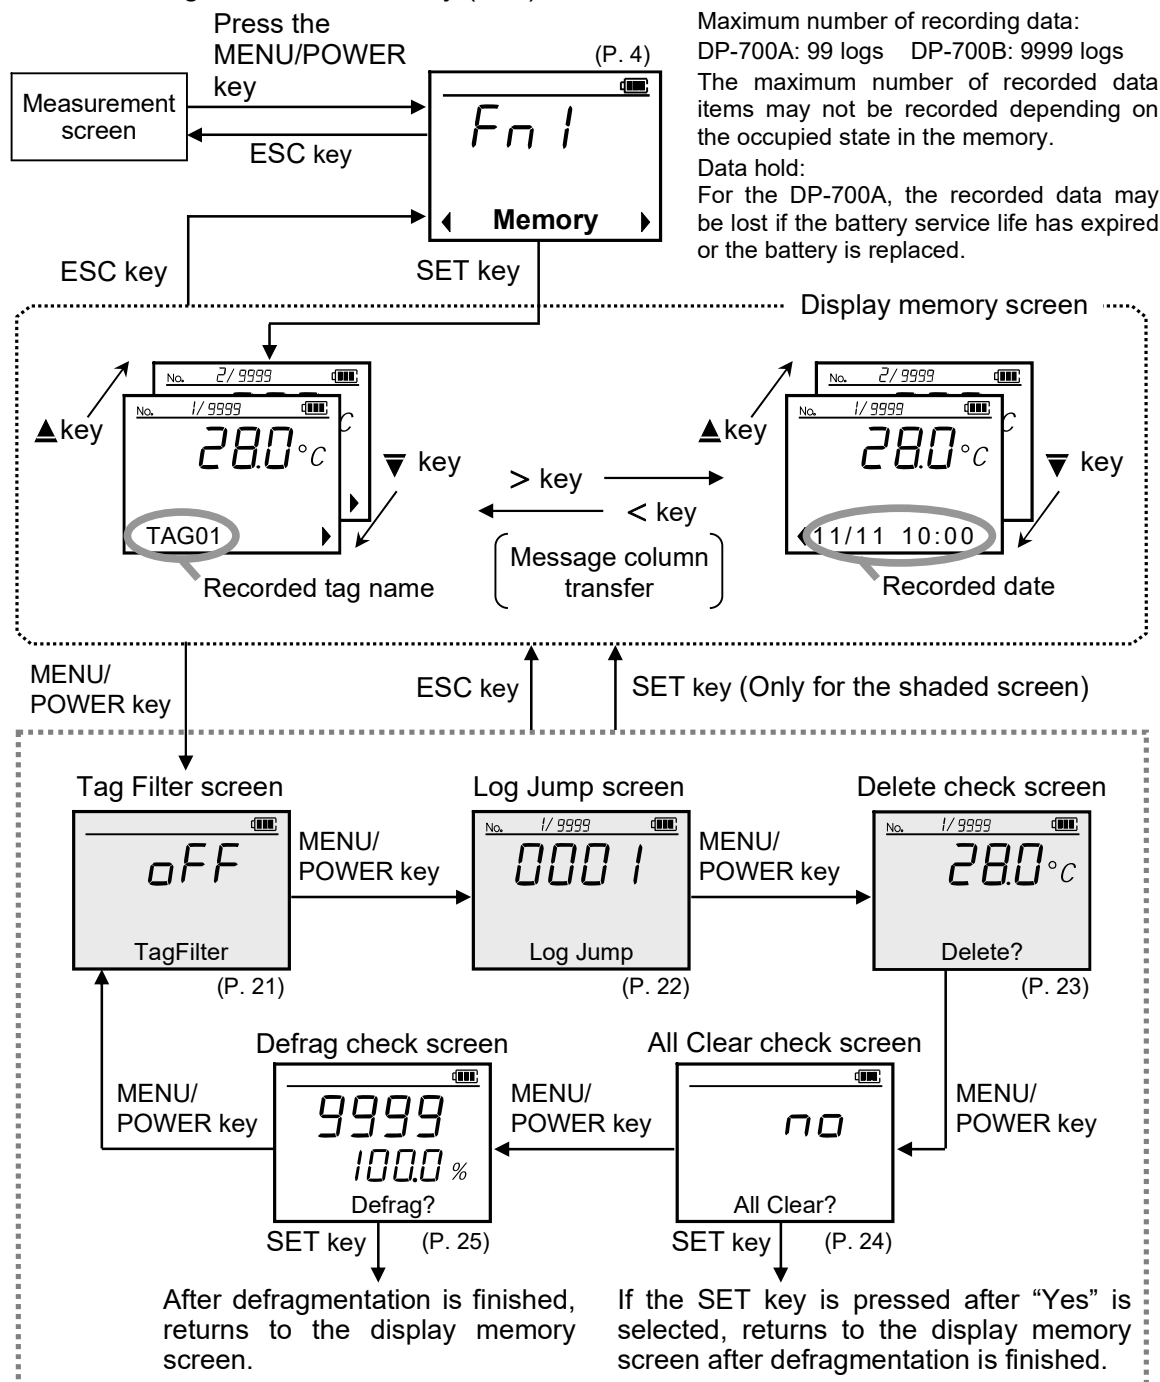 Press the
MENU/POWER
key
(P. 4)
Measurement
screen
ESC key
Fn1
Memory
Maximum number of recording data:
DP-700A: 99 logs DP-700B: 9999 logs
The maximum number of recorded data
items may not be recorded depending on
the occupied state in the memory.
Data hold:
For the DP-700A, the recorded data may
be lost if the battery service life has expired
or the battery is replaced.
ESC key
SET key
Display memory screen
No. 2/9999
No. 1/9999
28.0 °C
C
TAG01
▲key
▼ key
Recorded tag name
> key
< key
Message column
transfer
No. 2/9999
No. 1/9999
28.0 °C
C
11/11 10:00
▲key
▼ key
Recorded date
MENU/
POWER key
ESC key
SET key (Only for the shaded screen)
Tag Filter screen
oFF
TagFilter
(P. 21)
MENU/
POWER key
Log Jump screen
No. 1/9999
0001
Log Jump
(P. 22)
MENU/
POWER key
Delete check screen
No. 1/9999
28.0 °C
Delete?
(P. 23)
MENU/
POWER key
All Clear check screen
no
All Clear?
(P. 24)
SET key
MENU/
POWER key
Defrag check screen
9999
100.0 %
Defrag?
(P. 25)
SET key
MENU/
POWER key
After defragmentation is finished,
returns to the display memory
screen.
If the SET key is pressed after “Yes” is
selected, returns to the display memory
screen after defragmentation is finished.